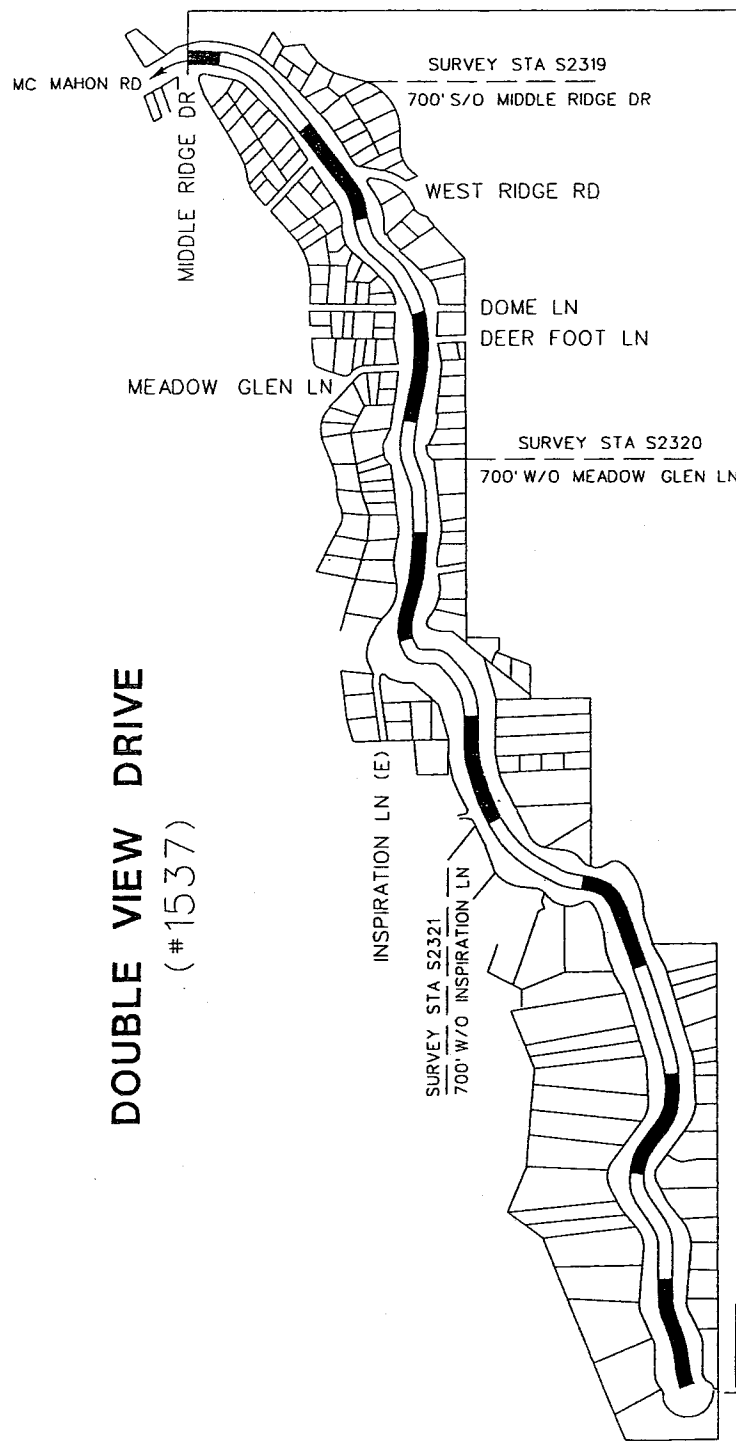 SURVEY STA S2319
700' S/O MIDDLE RIDGE DR
MC MAHON RD
MIDDLE RIDGE DR
WEST RIDGE RD
DOME LN
DEER FOOT LN
MEADOW GLEN LN
SURVEY STA S2320
700' W/O MEADOW GLEN LN
DOUBLE VIEW DRIVE
(#1537)
INSPIRATION LN (E)
SURVEY STA S2321
700' W/O INSPIRATION LN